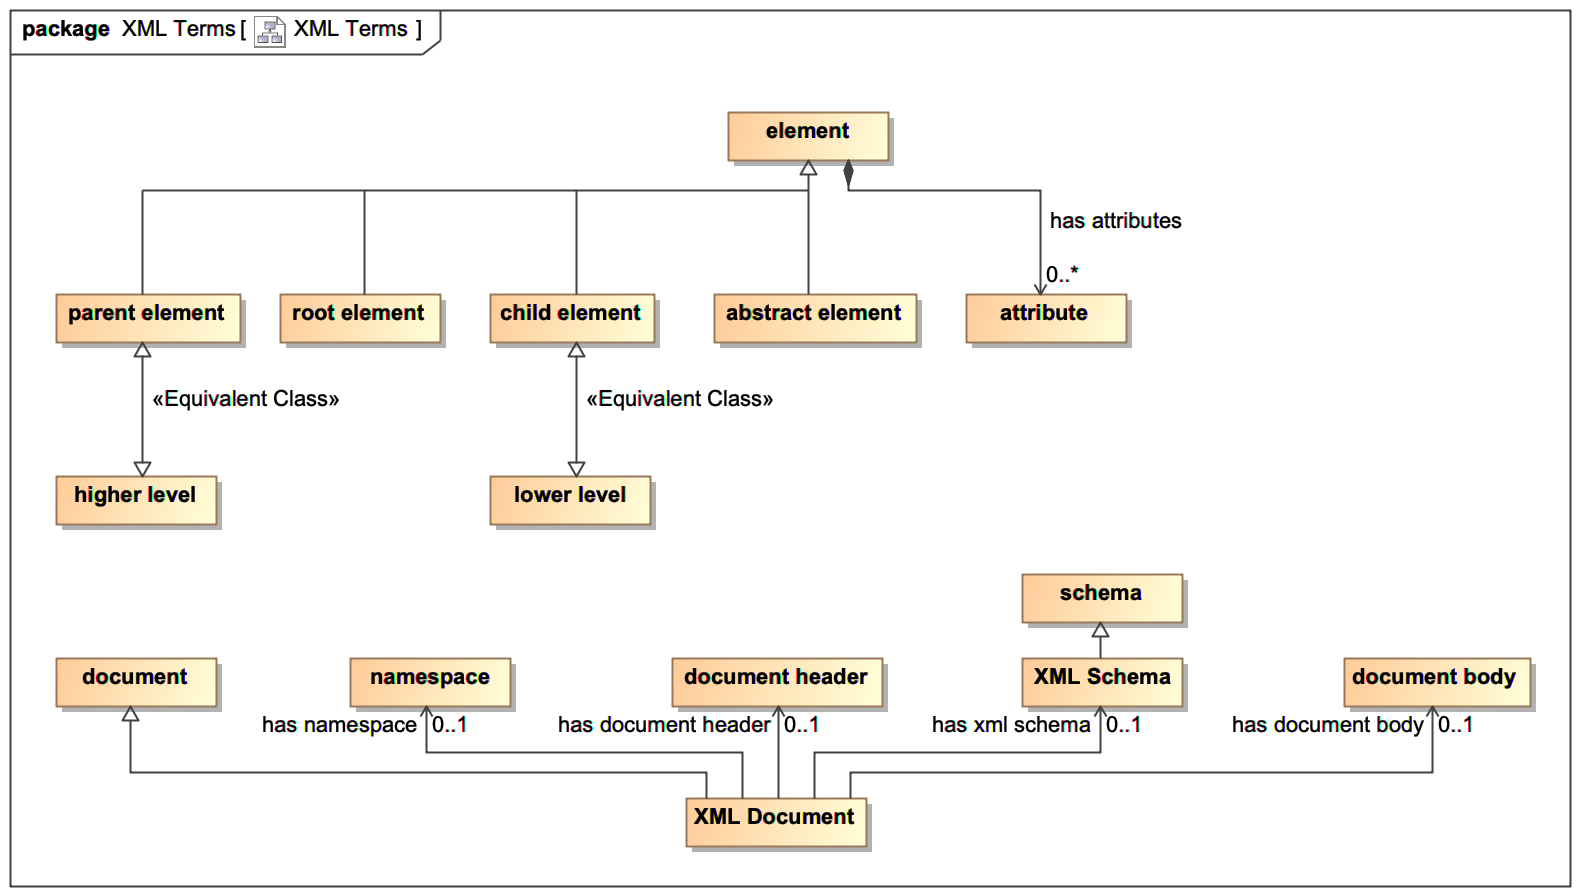 package XML Terms [ XML Terms ]
element
has attributes
0..*
parent element
root element
child element
abstract element
attribute
«Equivalent Class»
«Equivalent Class»
higher level
lower level
schema
document
namespace
document header
XML Schema
document body
has namespace 0..1
has document header 0..1
has xml schema 0..1
has document body 0..1
XML Document